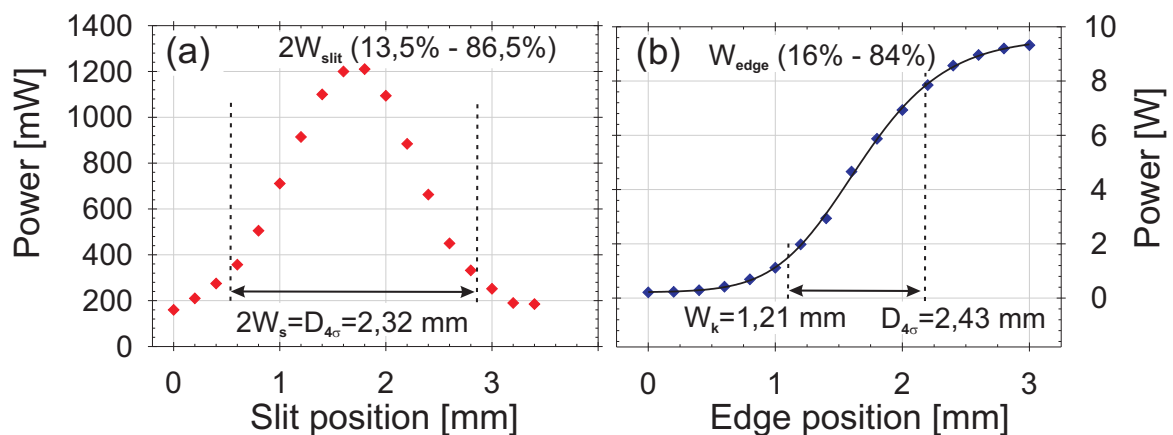 (a)
2W_slit (13,5% - 86,5%)
1400
1200
1000
800
600
400
200
0
Power [mW]
2W_s=D_4σ=2,32 mm
0 1 2 3
Slit position [mm]
(b)
W_edge (16% - 84%)
10
8
6
4
2
0
Power [W]
W_k=1,21 mm
D_4σ=2,43 mm
0 1 2 3
Edge position [mm]